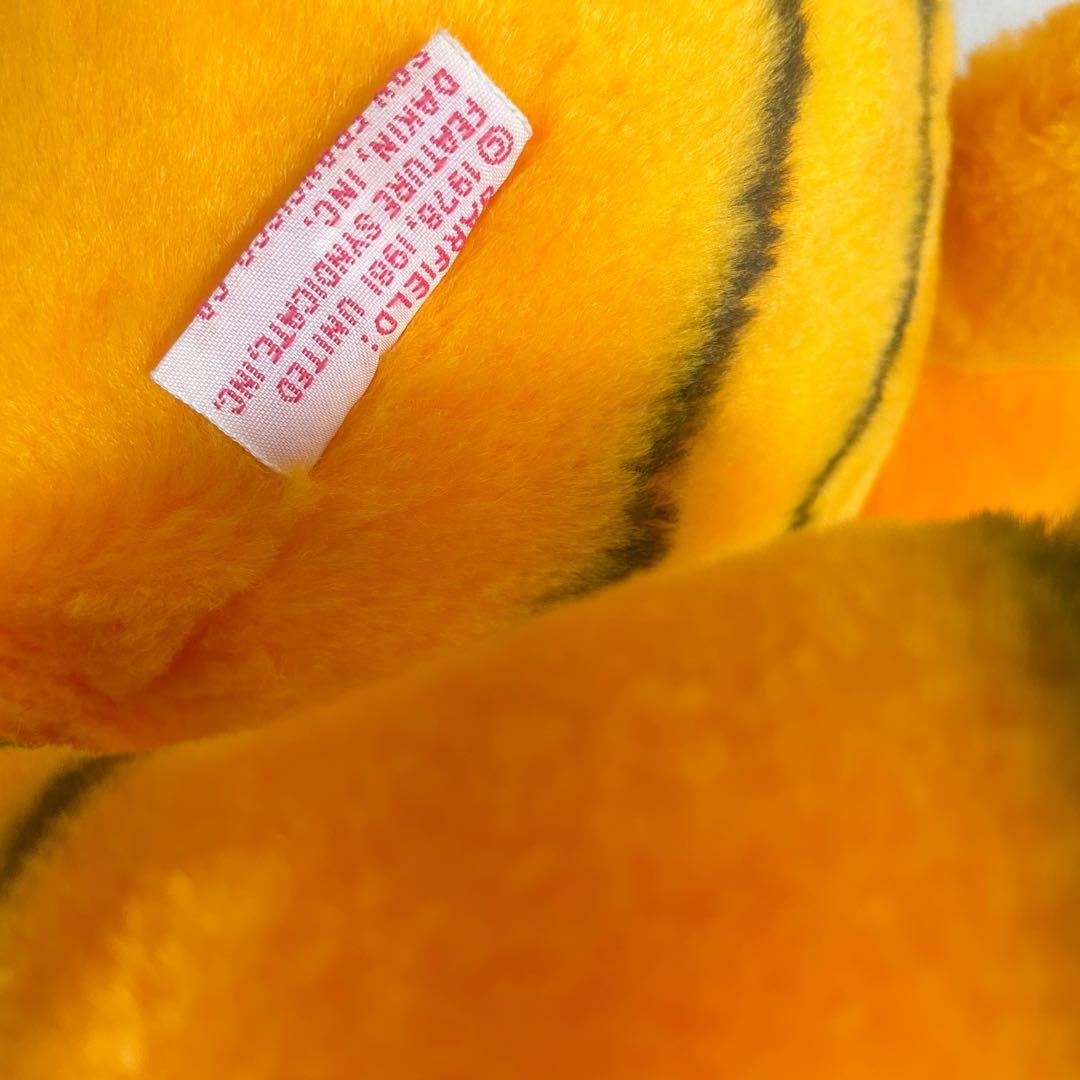 GARFIELD:
© 1978, 1981 UNITED
FEATURE SYNDICATE, INC.
DAKIN, INC.